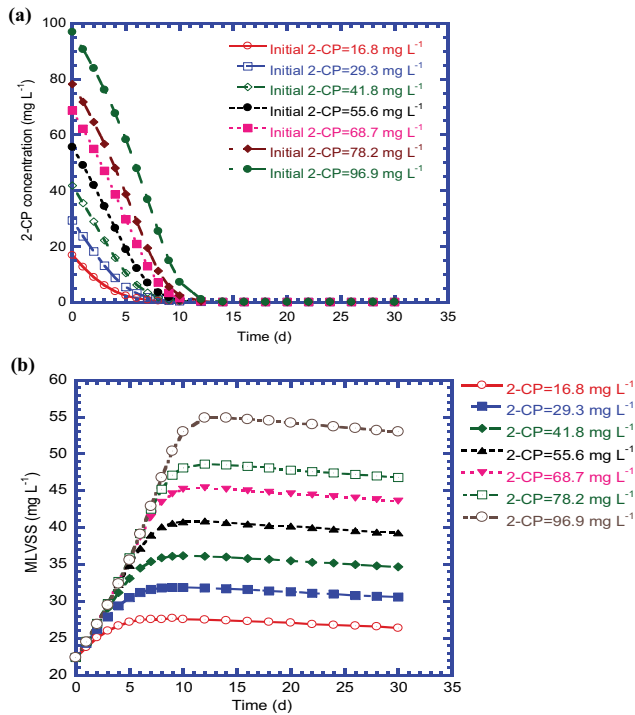 (a)
100
80
60
40
20
0
2-CP concentration (mg L⁻¹)
Initial 2-CP=16.8 mg L⁻¹
Initial 2-CP=29.3 mg L⁻¹
Initial 2-CP=41.8 mg L⁻¹
Initial 2-CP=55.6 mg L⁻¹
Initial 2-CP=68.7 mg L⁻¹
Initial 2-CP=78.2 mg L⁻¹
Initial 2-CP=96.9 mg L⁻¹
0 5 10 15 20 25 30 35
Time (d)
(b)
60
55
50
45
40
35
30
25
20
MLVSS (mg L⁻¹)
2-CP=16.8 mg L⁻¹
2-CP=29.3 mg L⁻¹
2-CP=41.8 mg L⁻¹
2-CP=55.6 mg L⁻¹
2-CP=68.7 mg L⁻¹
2-CP=78.2 mg L⁻¹
2-CP=96.9 mg L⁻¹
0 5 10 15 20 25 30 35
Time (d)